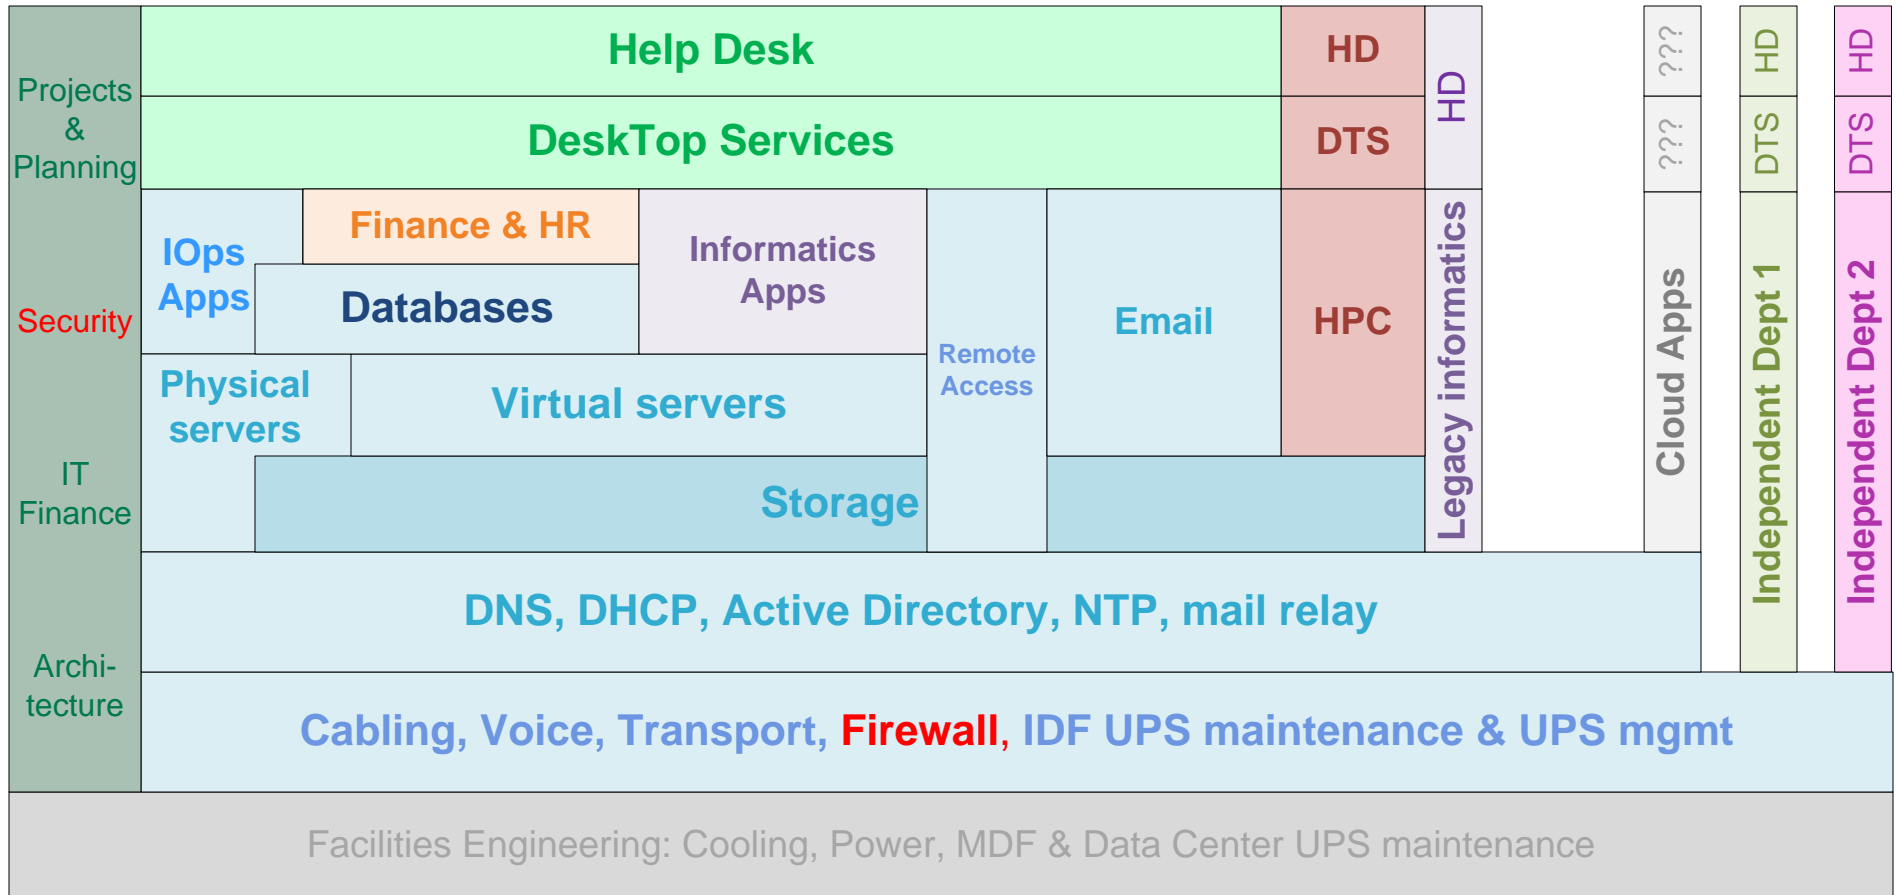 Help Desk
HD
HD
???
HD
HD
Projects
&
Planning
DeskTop Services
DTS
???
DTS
DTS
IOps
Apps
Finance & HR
Databases
Informatics
Apps
Remote
Access
Email
HPC
Legacy informatics
Cloud Apps
Independent Dept 1
Independent Dept 2
Security
Physical
servers
Virtual servers
IT
Finance
Storage
DNS, DHCP, Active Directory, NTP, mail relay
Archi-
tecture
Cabling, Voice, Transport, Firewall, IDF UPS maintenance & UPS mgmt
Facilities Engineering: Cooling, Power, MDF & Data Center UPS maintenance